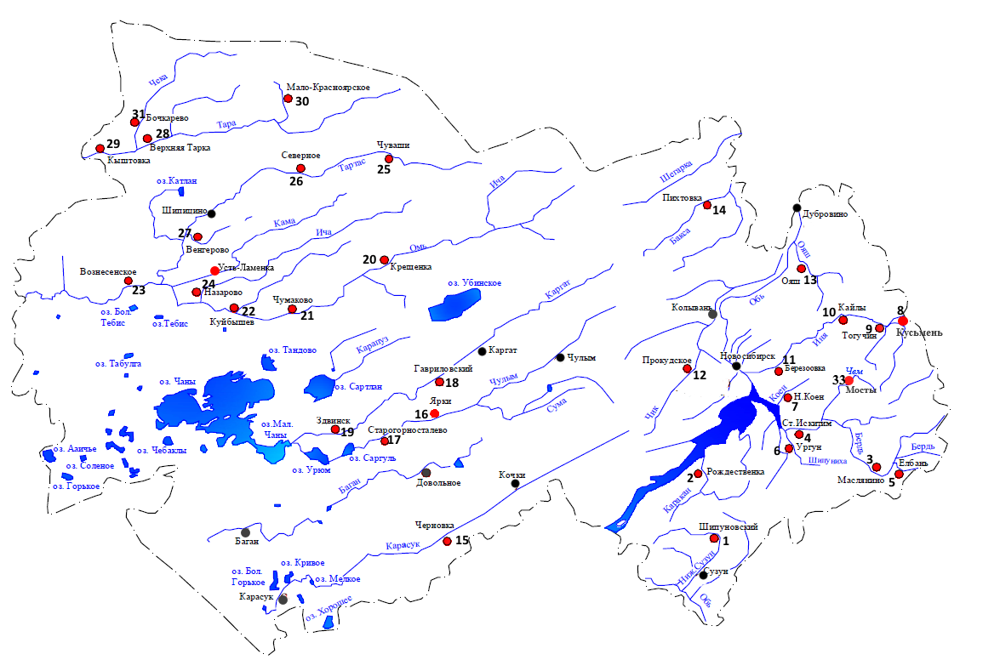 Чека
Мало-Красноярское
30
31
Бочкарево
Тара
28
29
Верхняя Тарка
Кыштовка
Чуваши
Северное
25
26
Тартас
оз.Катлан
Шипицино
Ича
Шегарка
Пихтовка
14
Дубровино
Кама
27
Ича
Венгерово
Бакса
Омь
20
Крещенка
Ояш
Усть-Ламенка
Вознесенское
23
24
Назарово
Ояш 13
оз. Убинское
Каргат
Обь
Чумаково
22
21
Куйбышев
оз. Бол.
Тебис
оз.Тебис
Колывань
10
Кайлы
8
9
Тогучин
Кусьмень
Иня
Карапуз
оз. Тандово
Каргат
Чулым
оз. Табулга
Прокудское
12
Новосибирск
11
Березовка
Гавриловский
18
Чулым
оз. Чаны
оз. Сартлан
33
Чем
Мосты
Коен
Н.Коен
7
Ярки
16
Сума
Чик
оз.Мал.
Чаны
Здвинск
19
Старогорносталево
17
Ст.Искитим
4
6
Ургун
Шипуниха
Бердь
Бердь
оз. Чебаклы
оз. Ааичье
оз. Соленое
оз. Горькое
оз. Урюм
оз. Саргуль
Баган
Довольное
Кочки
2
Рождественка
3
Елбань
Маслянино
5
Каракан
Черновка
15
Шипуновский
1
Баган
Карасук
Ниж.Сузун
Сузун
Обь
оз. Кривое
оз. Бол.
Горькое
оз. Мелкое
Карасук
оз. Хорошее